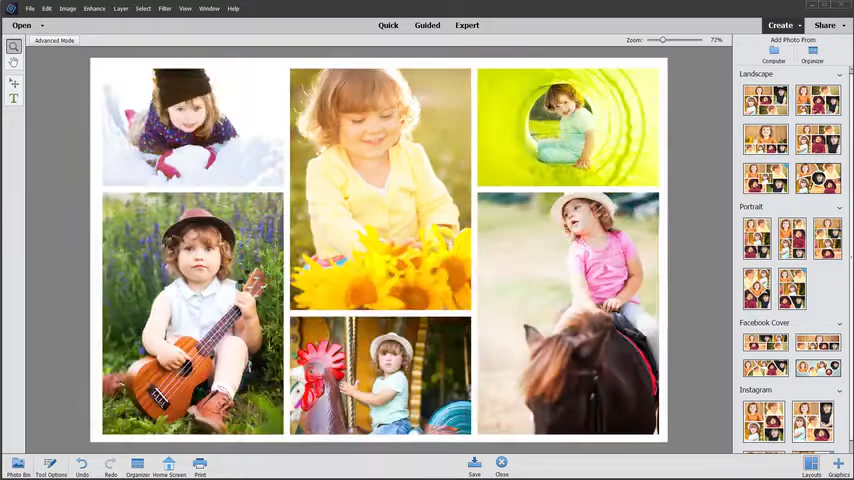 File Edit Image Enhance Layer Select Filter View Window Help
Open Quick Guided Expert Create Share
Advanced Mode Zoom: 72% Add Photo From
Computer Organizer
Landscape
Portrait
Facebook Cover
Instagram
Photo Bin Tool Options Undo Redo Organizer Home Screen Print Save Close Layouts Graphics